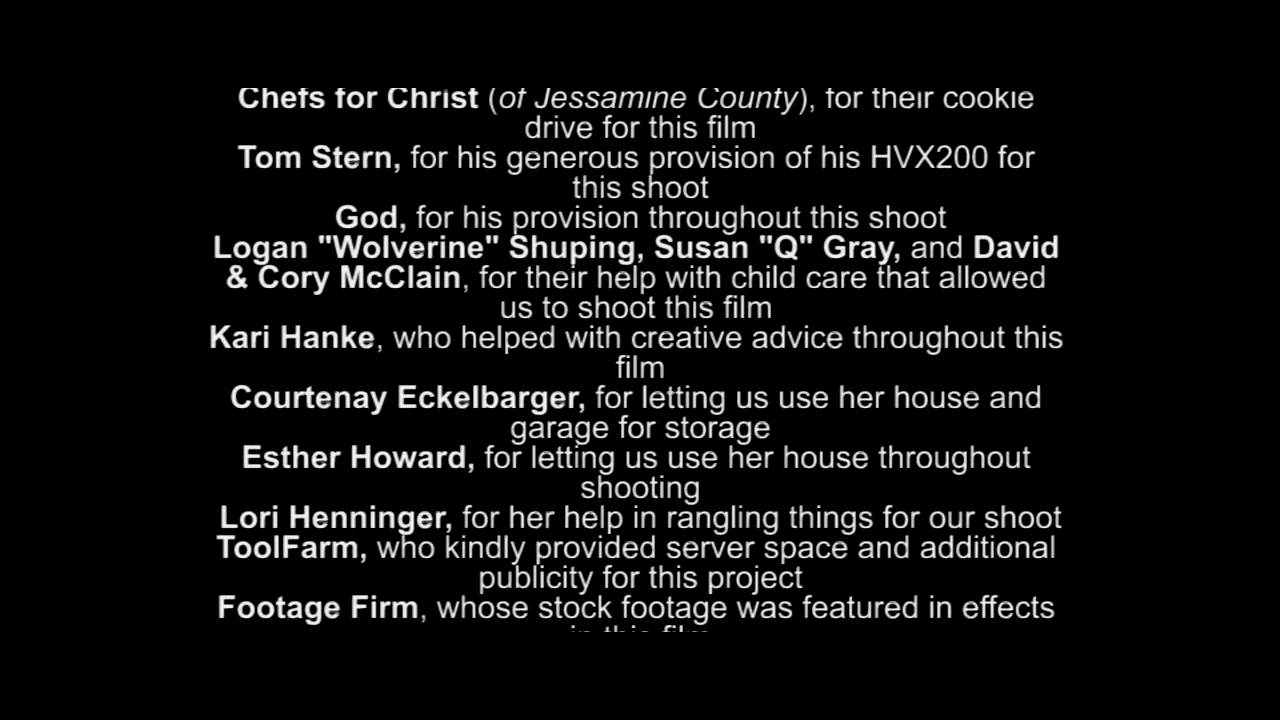 Chefs for Christ (of Jessamine County), for their cookie
drive for this film
Tom Stern, for his generous provision of his HVX200 for
this shoot
God, for his provision throughout this shoot
Logan "Wolverine" Shuping, Susan "Q" Gray, and David
& Cory McClain, for their help with child care that allowed
us to shoot this film
Kari Hanke, who helped with creative advice throughout this
film
Courtenay Eckelbarger, for letting us use her house and
garage for storage
Esther Howard, for letting us use her house throughout
shooting
Lori Henninger, for her help in rangling things for our shoot
ToolFarm, who kindly provided server space and additional
publicity for this project
Footage Firm, whose stock footage was featured in effects
in this film